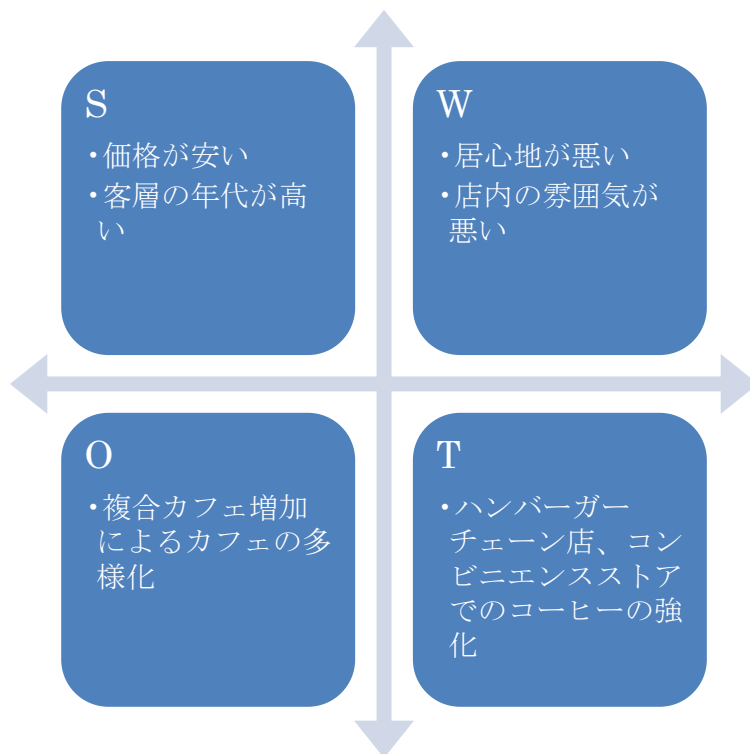 S
・価格が安い
・客層の年代が高
い
W
・居心地が悪い
・店内の雰囲気が
悪い
O
・複合カフェ増加
によるカフェの多
様化
T
・ハンバーガー
チェーン店、コン
ビニエンスストア
でのコーヒーの強
化